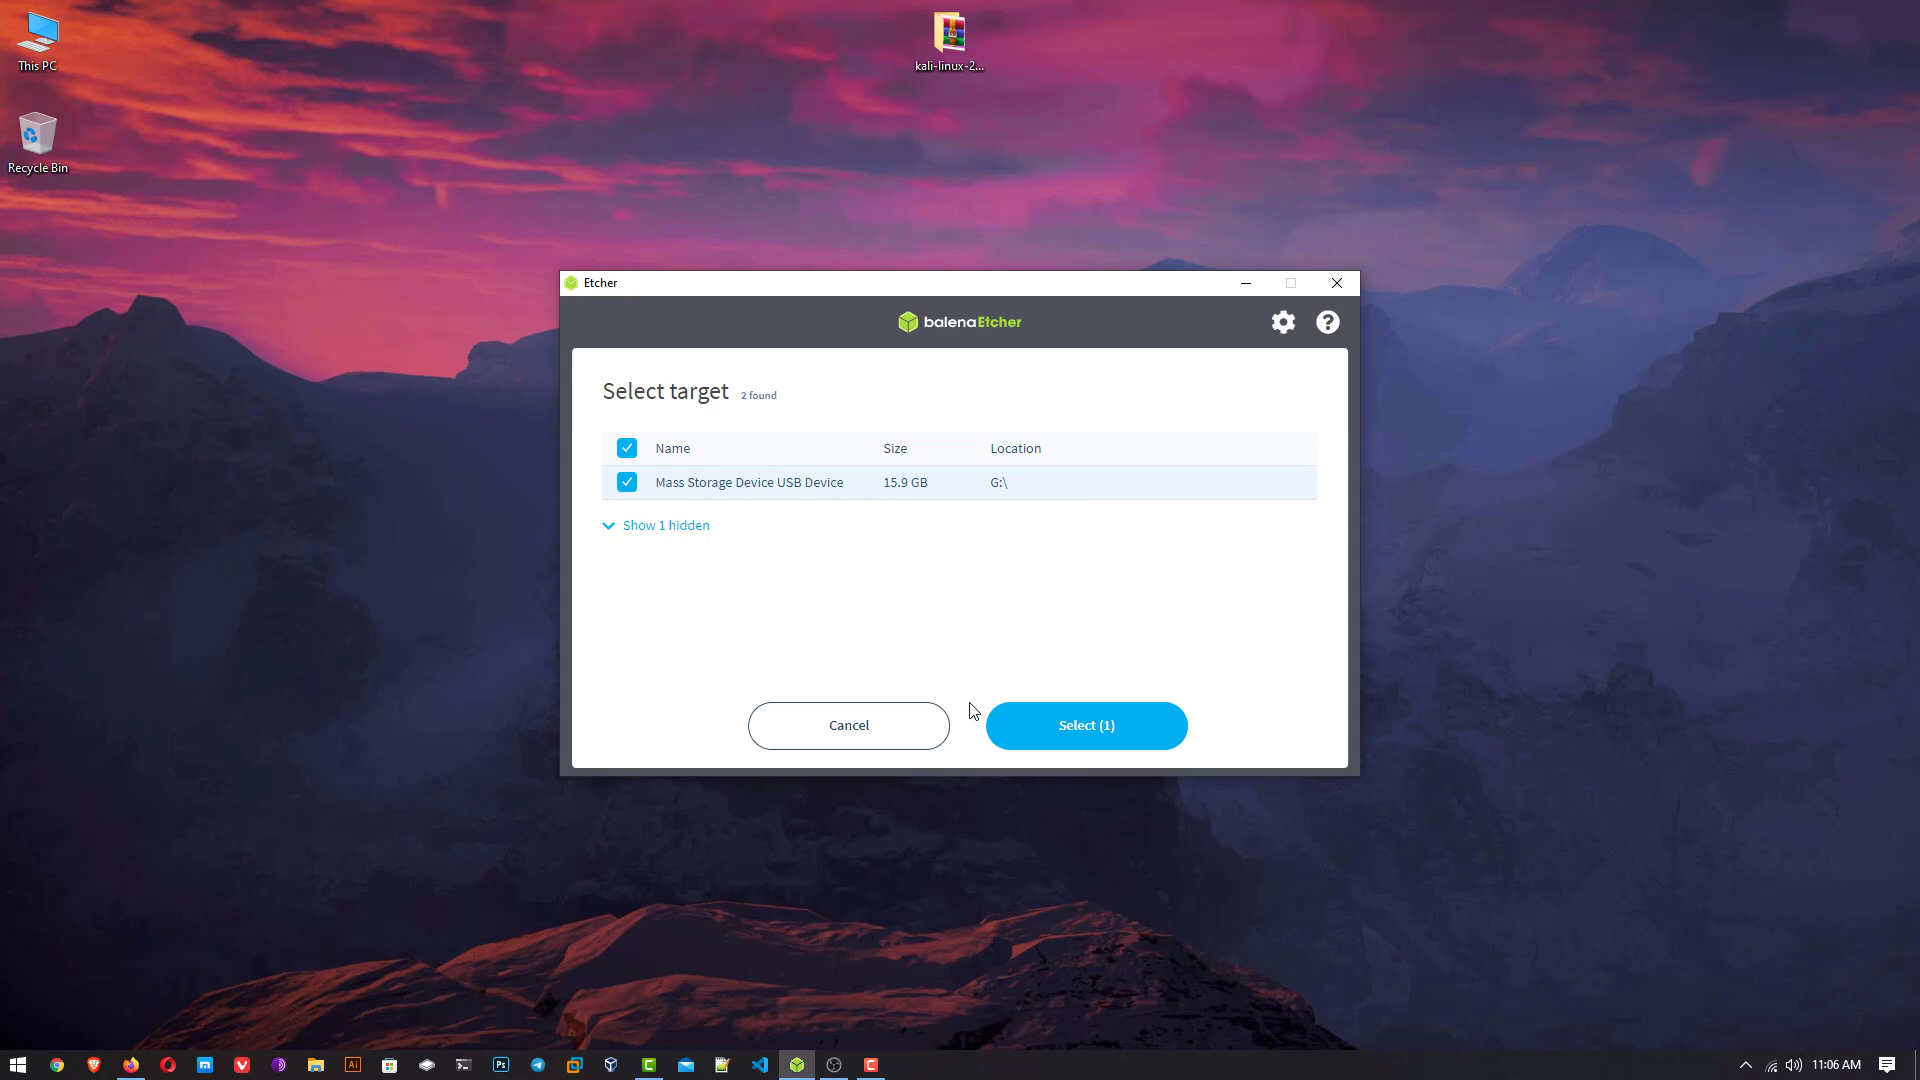 This PC
kali-linux-2...
Recycle Bin
Etcher
balenaEtcher
Select target 2 found
Name Size Location
Mass Storage Device USB Device 15.9 GB G:\
Show 1 hidden
Cancel Select (1)
11:06 AM